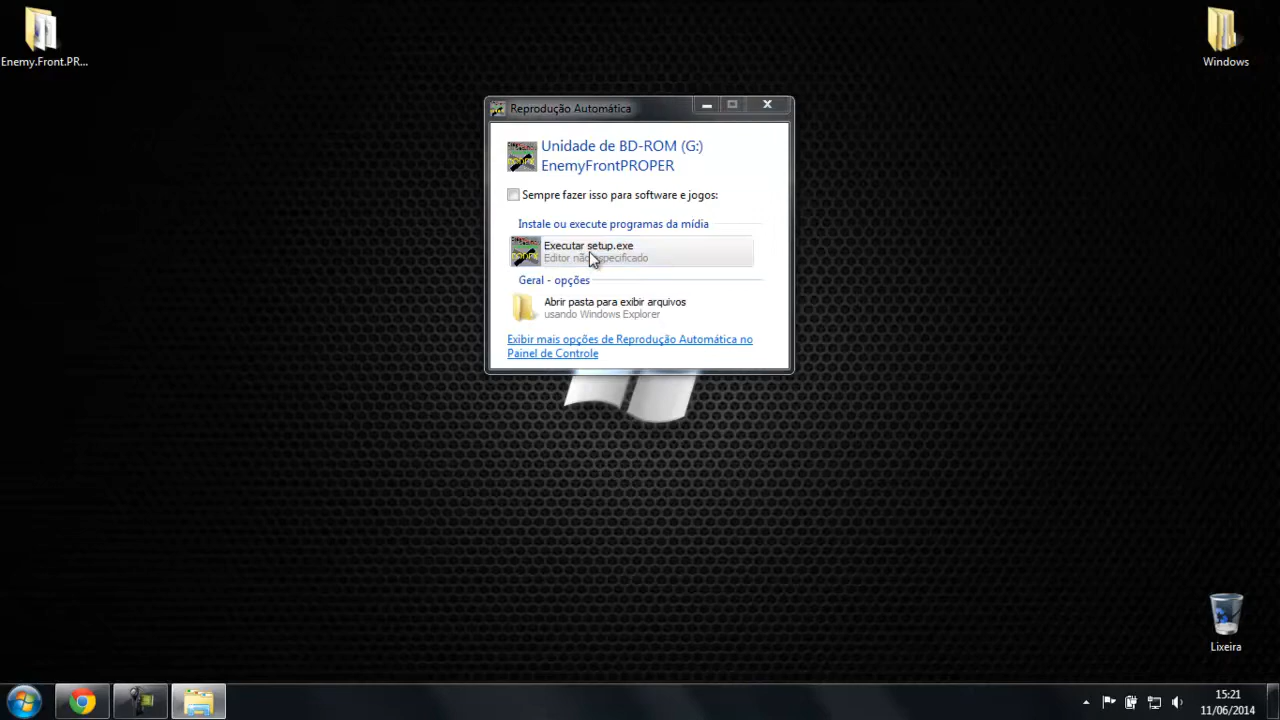 Enemy.Front.PR...
Windows
Reprodução Automática
Unidade de BD-ROM (G:)
EnemyFrontPROPER
Sempre fazer isso para software e jogos:
Instale ou execute programas da mídia
Executar setup.exe
Editor não especificado
Geral - opções
Abrir pasta para exibir arquivos
usando Windows Explorer
Exibir mais opções de Reprodução Automática no
Painel de Controle
Lixeira
15:21
11/06/2014